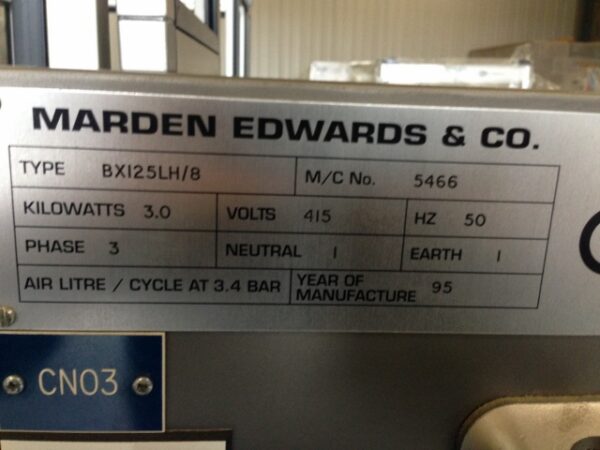 MARDEN EDWARDS & CO.
TYPE BX125LH/8 M/C No. 5466
KILOWATTS 3.0 VOLTS 415 HZ 50
PHASE 3 NEUTRAL 1 EARTH 1
AIR LITRE / CYCLE AT 3.4 BAR YEAR OF MANUFACTURE 95
CN03